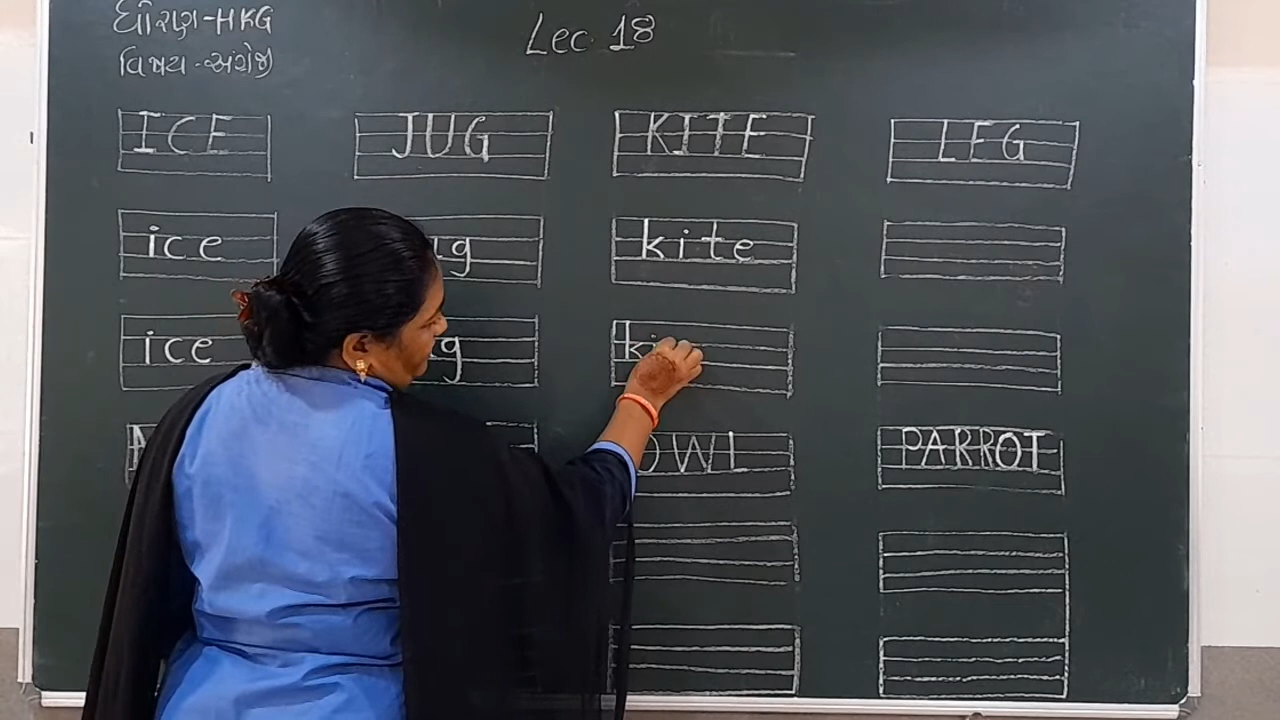 ધોરણ-HKG
Lec. 18
વિષય-અંગ્રેજી
ICE JUG KITE LEG
ice ug kite
ice g ki
OWL PARROT